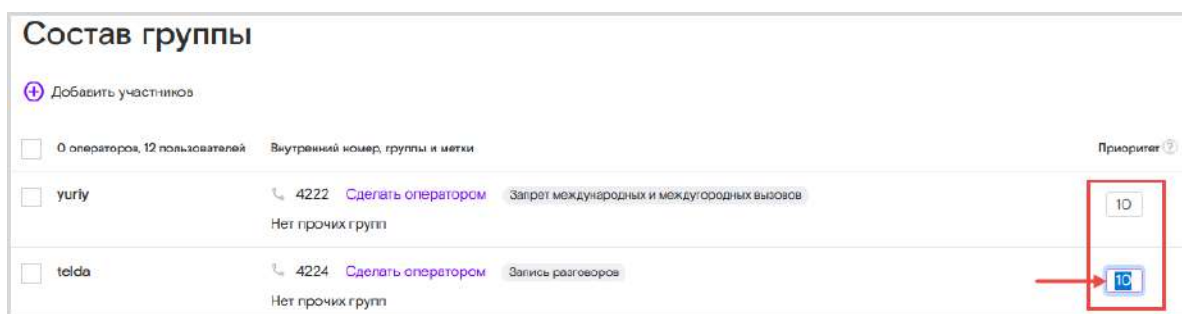 Состав группы
Добавить участников
0 операторов, 12 пользователей Внутренний номер, группы и метки Приоритет ?
yuriy 4222 Сделать оператором Запрет международных и междугородных вызовов 10
Нет прочих групп
telda 4224 Сделать оператором Запись разговоров 10
Нет прочих групп